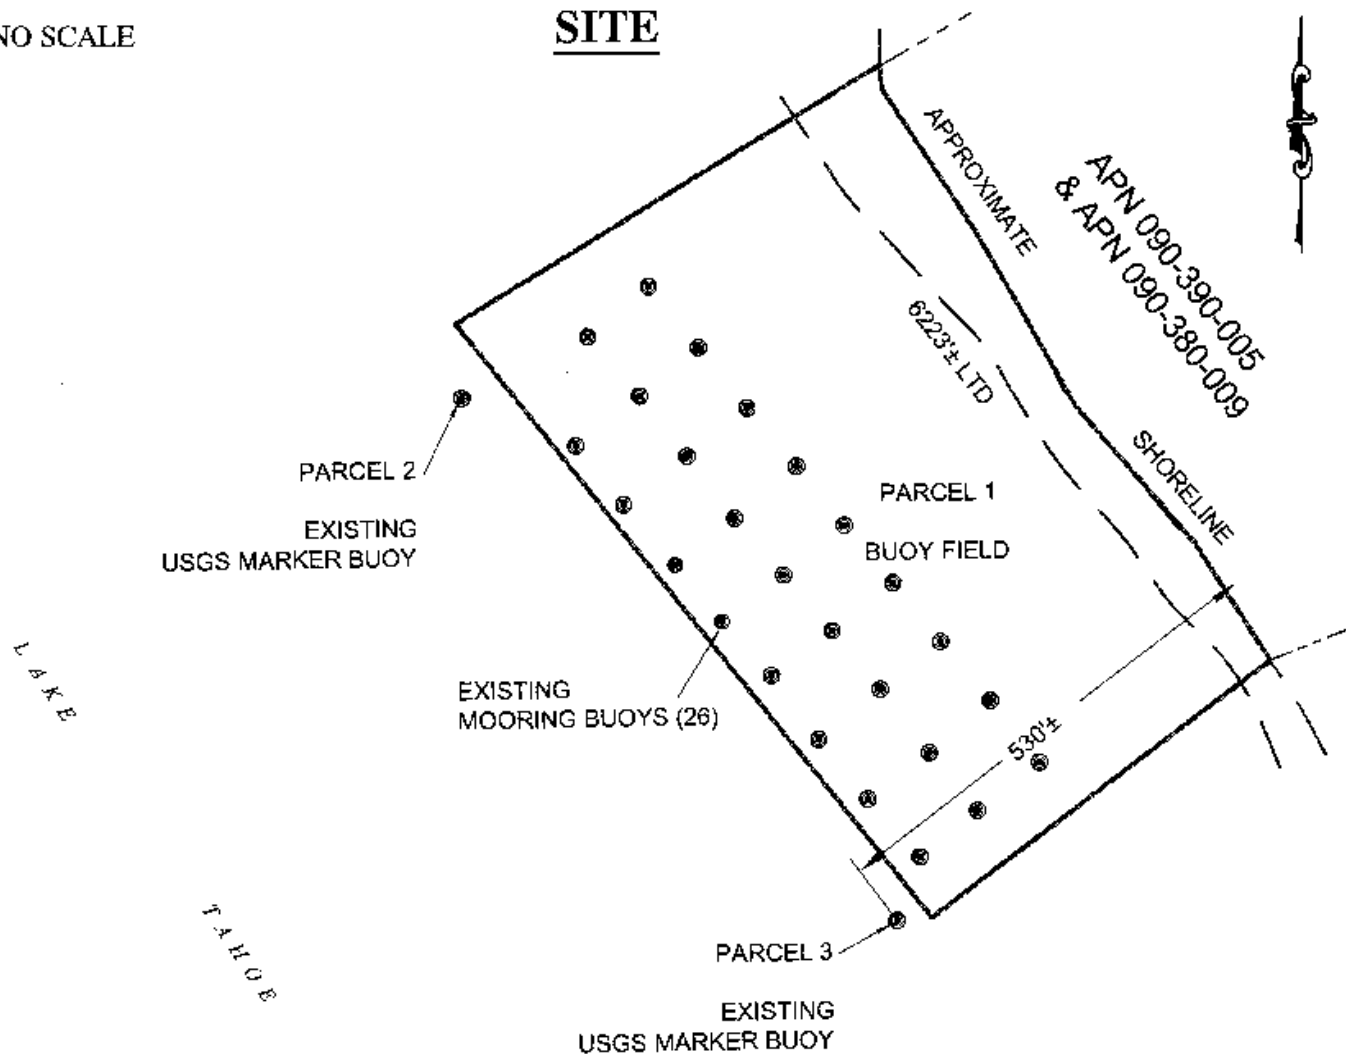 NO SCALE
SITE
APPROXIMATE
SHORELINE
APN 090-390-005
& APN 090-380-009
6223'± LTD
PARCEL 2
EXISTING
USGS MARKER BUOY
PARCEL 1
BUOY FIELD
EXISTING
MOORING BUOYS (26)
530'±
LAKE
TAHOE
PARCEL 3
EXISTING
USGS MARKER BUOY